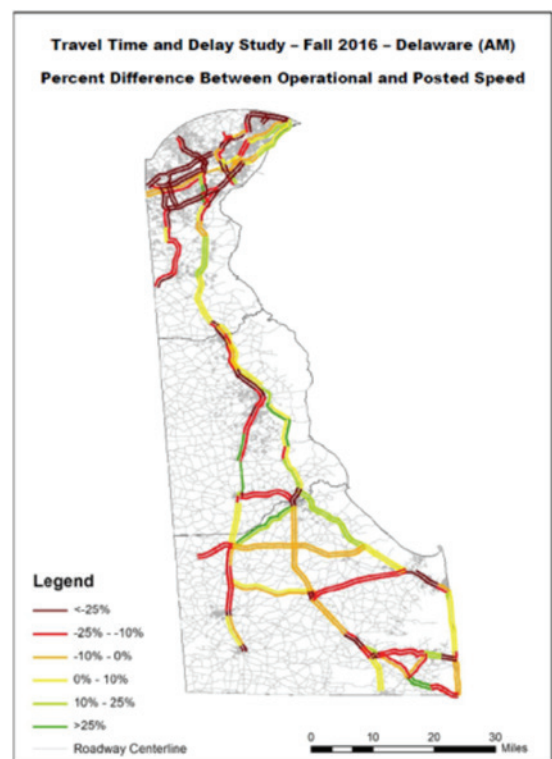 Travel Time and Delay Study – Fall 2016 – Delaware (AM)
Percent Difference Between Operational and Posted Speed
Legend
<-25%
-25% - -10%
-10% - 0%
0% - 10%
10% - 25%
>25%
Roadway Centerline
0 10 20 30
Miles